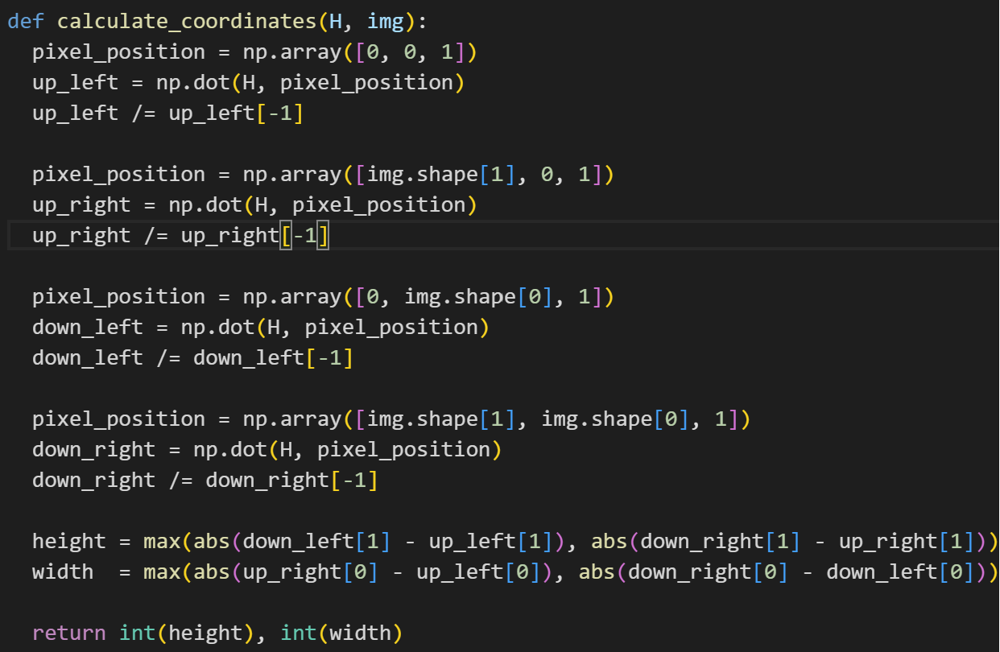 def calculate_coordinates(H, img):
  pixel_position = np.array([0, 0, 1])
  up_left = np.dot(H, pixel_position)
  up_left /= up_left[-1]

  pixel_position = np.array([img.shape[1], 0, 1])
  up_right = np.dot(H, pixel_position)
  up_right /= up_right[-1]

  pixel_position = np.array([0, img.shape[0], 1])
  down_left = np.dot(H, pixel_position)
  down_left /= down_left[-1]

  pixel_position = np.array([img.shape[1], img.shape[0], 1])
  down_right = np.dot(H, pixel_position)
  down_right /= down_right[-1]

  height = max(abs(down_left[1] - up_left[1]), abs(down_right[1] - up_right[1]))
  width  = max(abs(up_right[0] - up_left[0]), abs(down_right[0] - down_left[0]))

  return int(height), int(width)